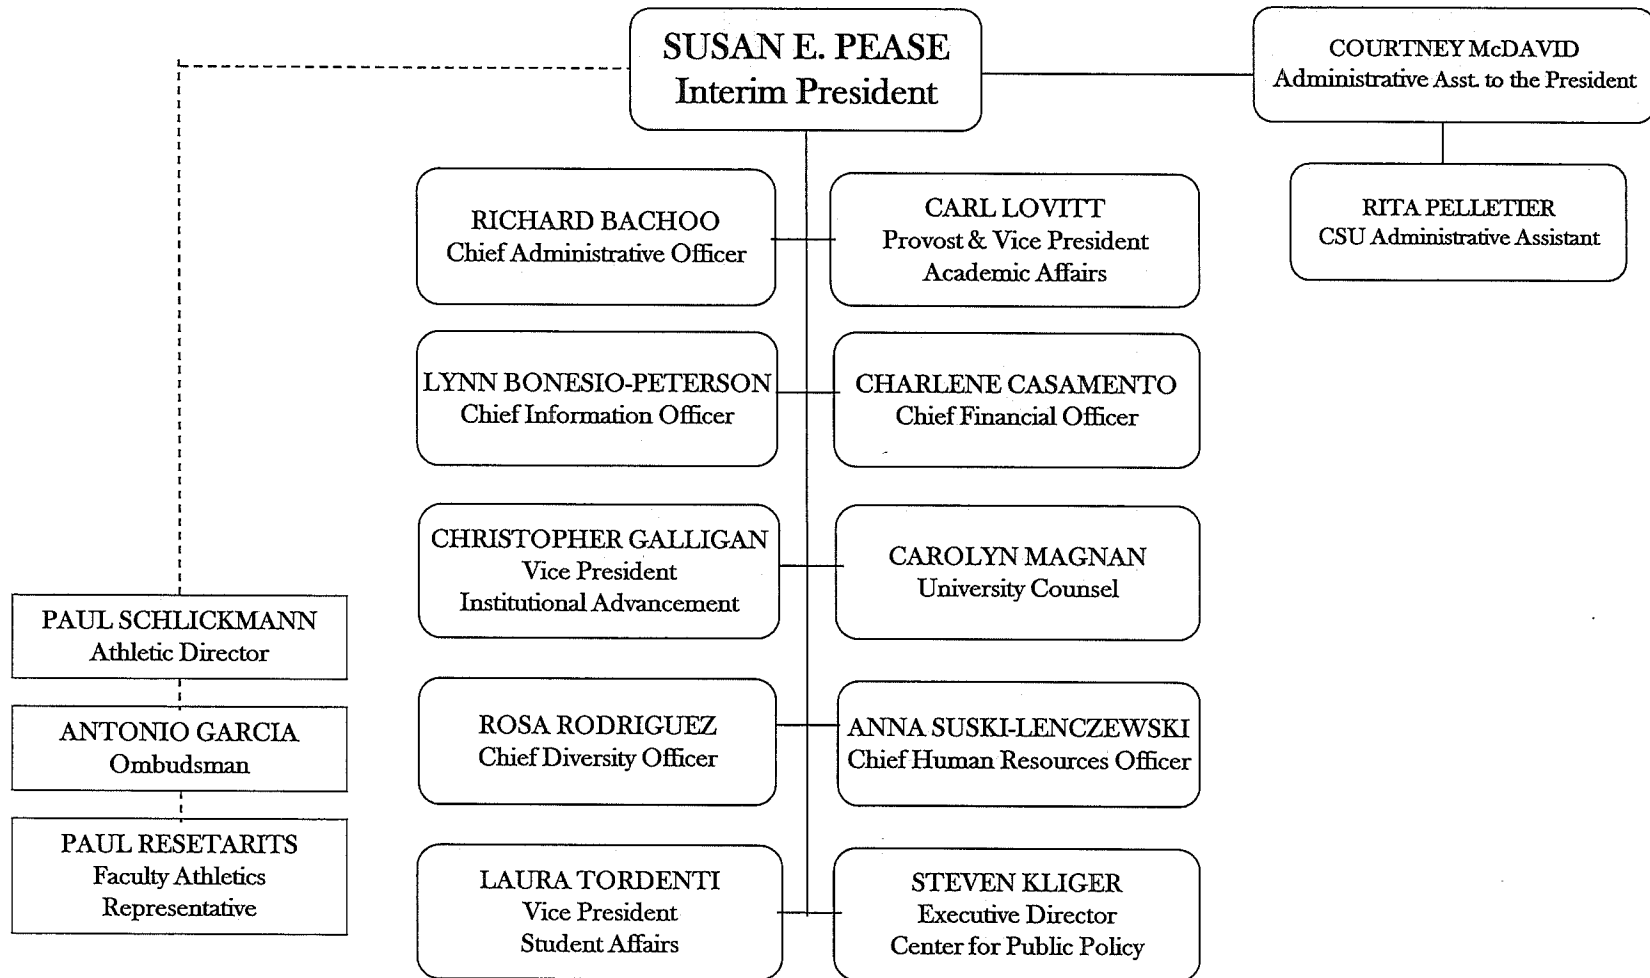 SUSAN E. PEASE
Interim President
COURTNEY McDAVID
Administrative Asst. to the President
RITA PELLETIER
CSU Administrative Assistant
RICHARD BACHOO
Chief Administrative Officer
CARL LOVITT
Provost & Vice President
Academic Affairs
LYNN BONESIO-PETERSON
Chief Information Officer
CHARLENE CASAMENTO
Chief Financial Officer
CHRISTOPHER GALLIGAN
Vice President
Institutional Advancement
CAROLYN MAGNAN
University Counsel
ROSA RODRIGUEZ
Chief Diversity Officer
ANNA SUSKI-LENCZEWSKI
Chief Human Resources Officer
LAURA TORDENTI
Vice President
Student Affairs
STEVEN KLIGER
Executive Director
Center for Public Policy
PAUL SCHLICKMANN
Athletic Director
ANTONIO GARCIA
Ombudsman
PAUL RESETARITS
Faculty Athletics
Representative